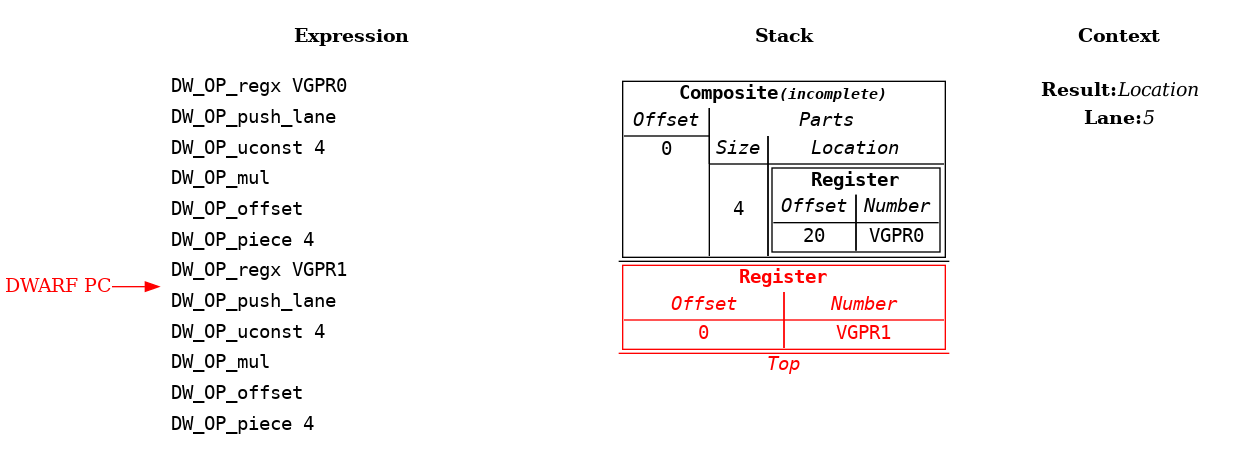 Expression
DW_OP_regx VGPR0
DW_OP_push_lane
DW_OP_uconst 4
DW_OP_mul
DW_OP_offset
DW_OP_piece 4
DW_OP_regx VGPR1
DWARF PC
DW_OP_push_lane
DW_OP_uconst 4
DW_OP_mul
DW_OP_offset
DW_OP_piece 4
Stack
Composite(incomplete)
Offset Parts
0 Size Location
Register
4 Offset Number
20 VGPR0
Register
Offset Number
0 VGPR1
Top
Context
Result:Location
Lane:5